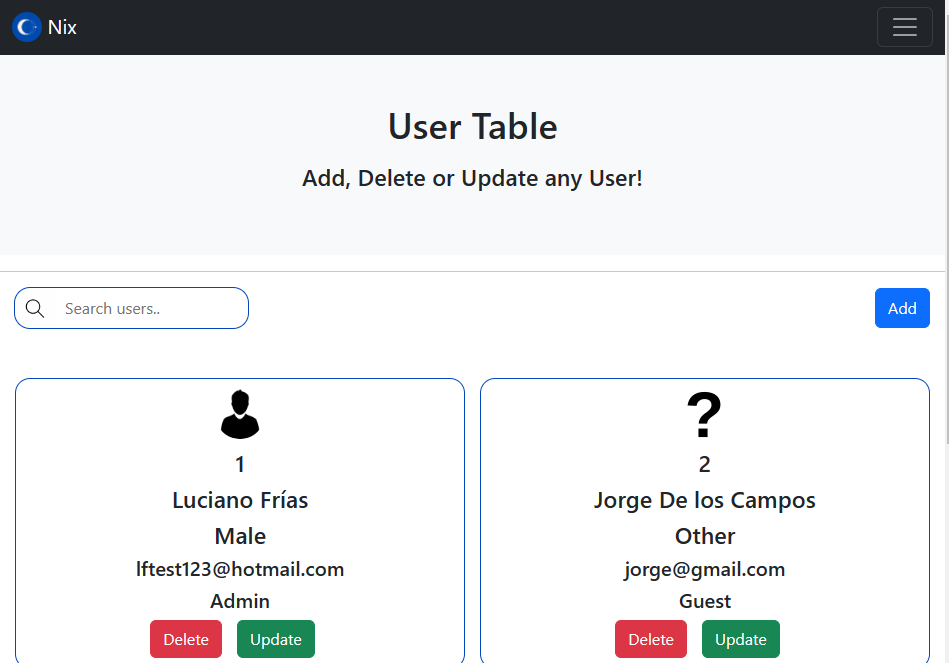 Nix
User Table
Add, Delete or Update any User!
Search users..
Add
1
Luciano Frías
Male
lftest123@hotmail.com
Admin
Delete Update
?
2
Jorge De los Campos
Other
jorge@gmail.com
Guest
Delete Update